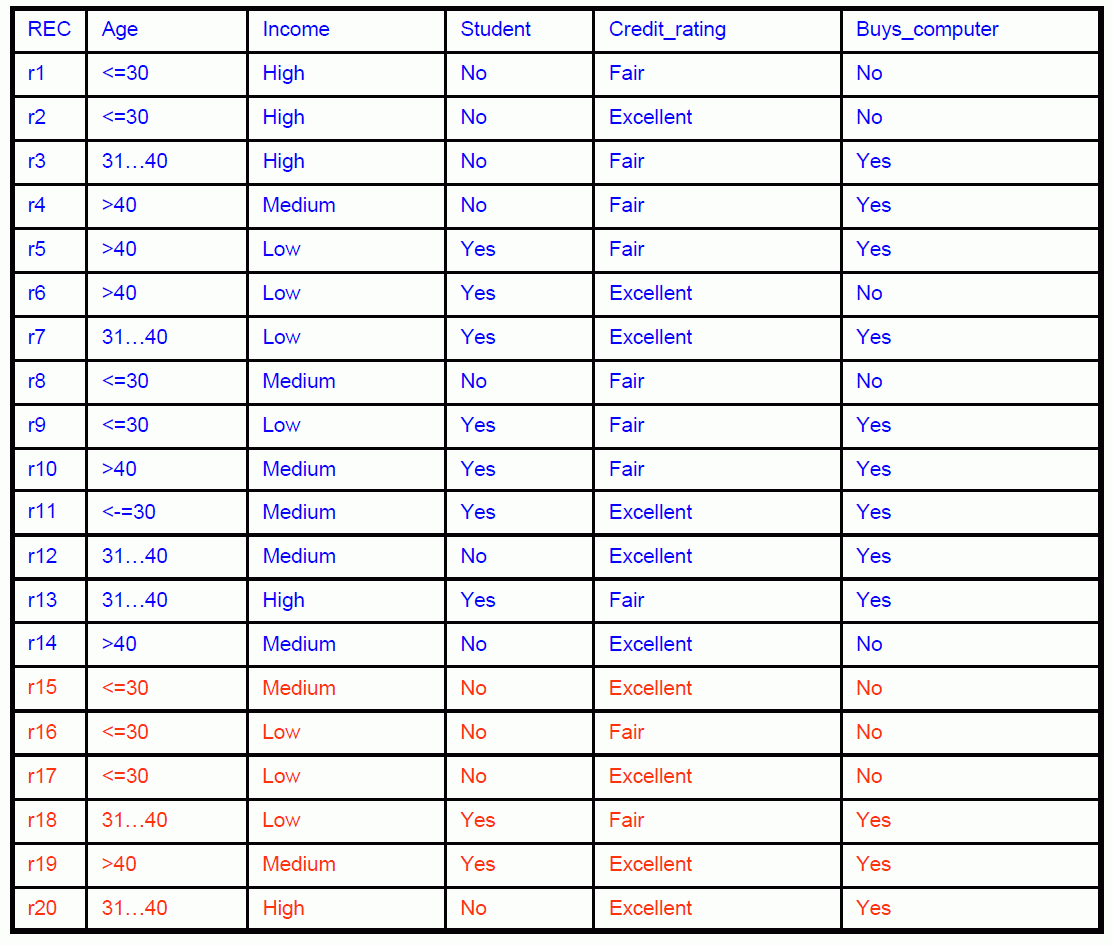 REC Age Income Student Credit_rating Buys_computer
r1 <=30 High No Fair No
r2 <=30 High No Excellent No
r3 31…40 High No Fair Yes
r4 >40 Medium No Fair Yes
r5 >40 Low Yes Fair Yes
r6 >40 Low Yes Excellent No
r7 31…40 Low Yes Excellent Yes
r8 <=30 Medium No Fair No
r9 <=30 Low Yes Fair Yes
r10 >40 Medium Yes Fair Yes
r11 <-=30 Medium Yes Excellent Yes
r12 31…40 Medium No Excellent Yes
r13 31…40 High Yes Fair Yes
r14 >40 Medium No Excellent No
r15 <=30 Medium No Excellent No
r16 <=30 Low No Fair No
r17 <=30 Low No Excellent No
r18 31…40 Low Yes Fair Yes
r19 >40 Medium Yes Excellent Yes
r20 31…40 High No Excellent Yes